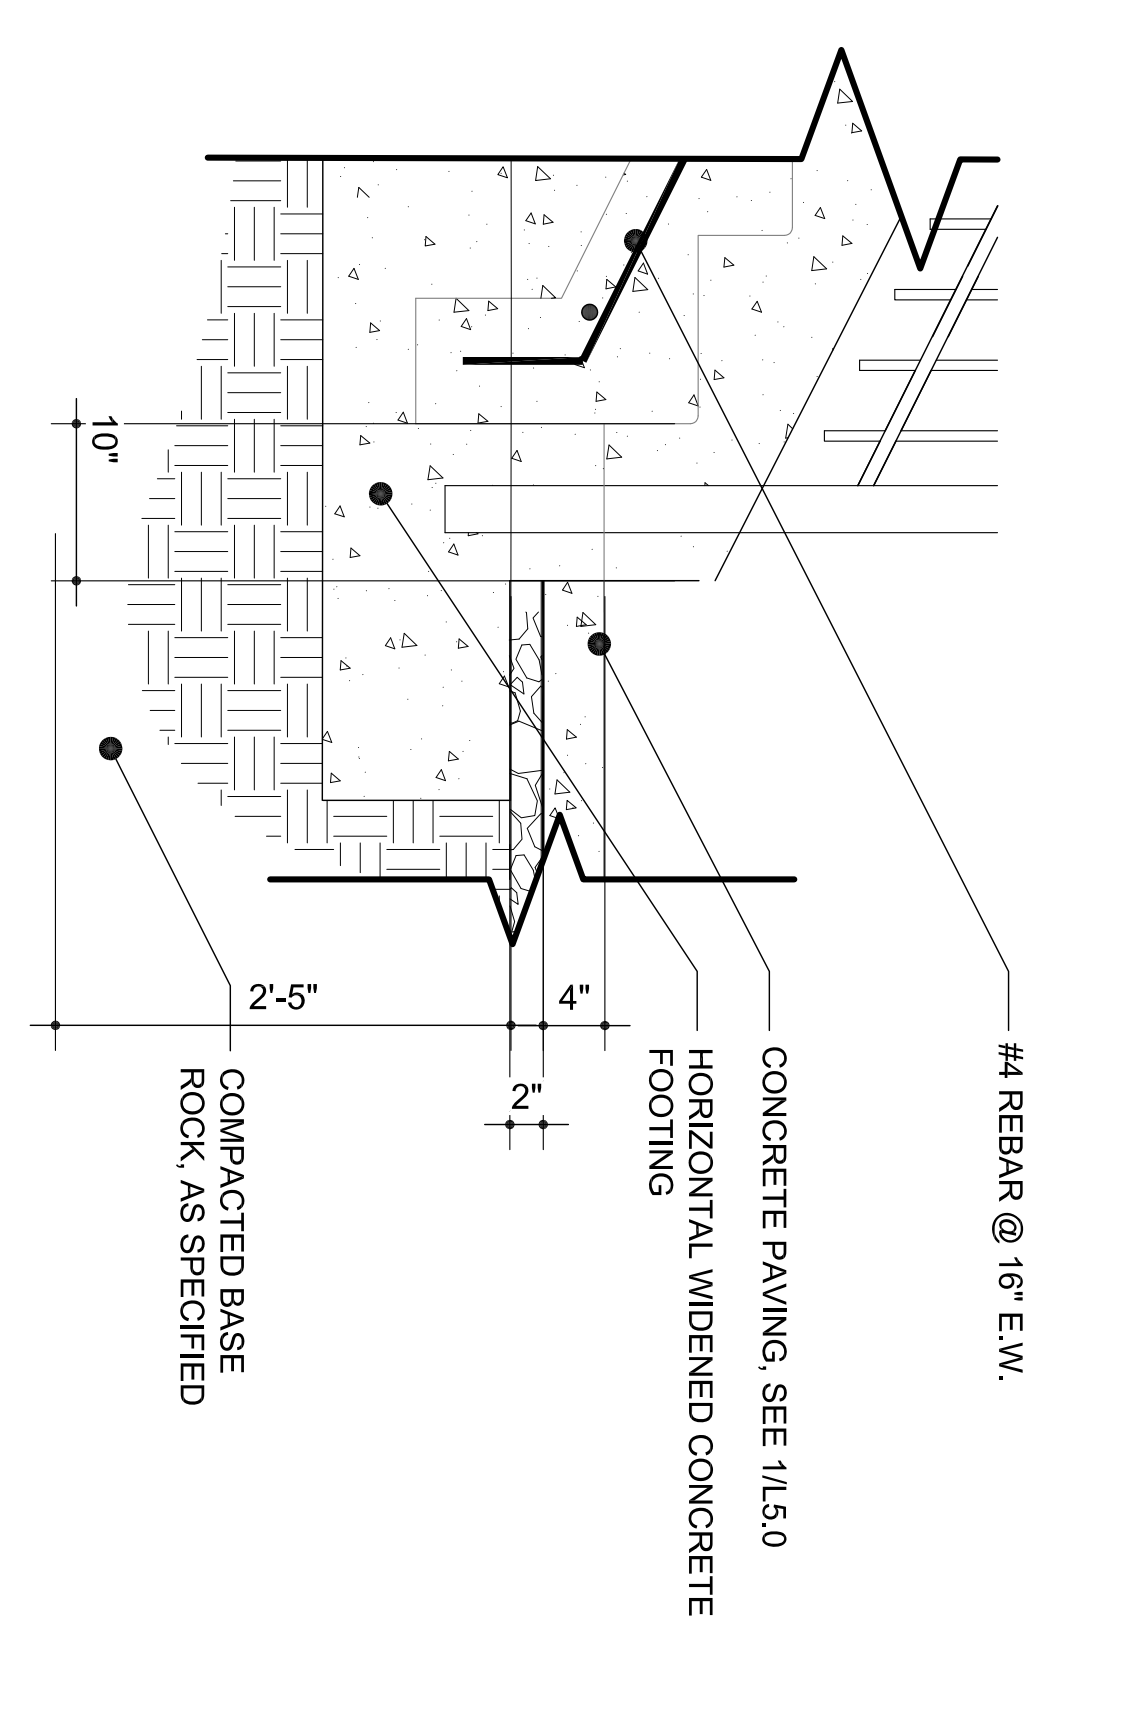 #4 REBAR @ 16" E.W.
CONCRETE PAVING, SEE 1/L5.0
HORIZONTAL WIDENED CONCRETE
FOOTING
COMPACTED BASE
ROCK, AS SPECIFIED
10"
2'-5"
4"
2"